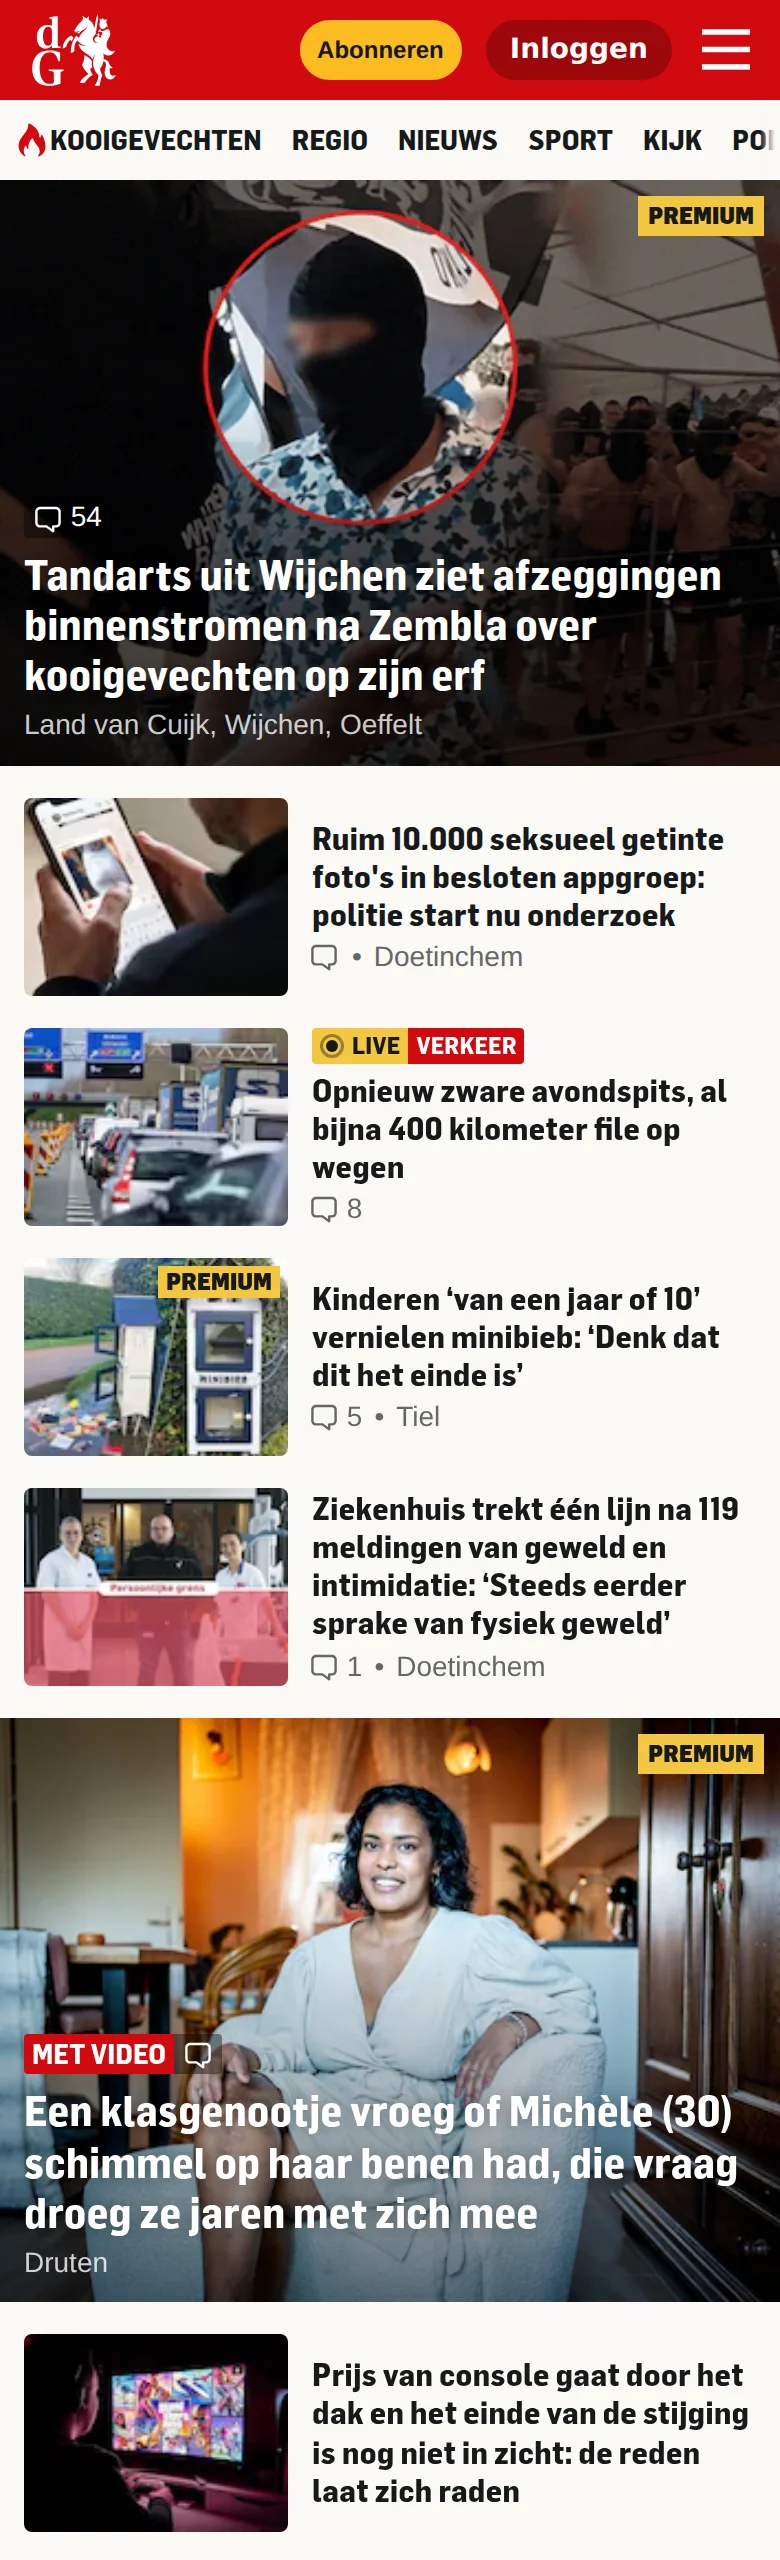 dG
Abonneren
Inloggen
KOOIGEVECHTEN REGIO NIEUWS SPORT KIJK
PREMIUM
54
Tandarts uit Wijchen ziet afzeggingen
binnenstromen na Zembla over
kooigevechten op zijn erf
Land van Cuijk, Wijchen, Oeffelt
Ruim 10.000 seksueel getinte
foto's in besloten appgroep:
politie start nu onderzoek
• Doetinchem
LIVE VERKEER
Opnieuw zware avondspits, al
bijna 400 kilometer file op
wegen
8
PREMIUM
MINIBIEB
Kinderen ‘van een jaar of 10’
vernielen minibieb: ‘Denk dat
dit het einde is’
5 • Tiel
Persoonlijke grens
Ziekenhuis trekt één lijn na 119
meldingen van geweld en
intimidatie: ‘Steeds eerder
sprake van fysiek geweld’
1 • Doetinchem
PREMIUM
MET VIDEO
Een klasgenootje vroeg of Michèle (30)
schimmel op haar benen had, die vraag
droeg ze jaren met zich mee
Druten
Prijs van console gaat door het
dak en het einde van de stijging
is nog niet in zicht: de reden
laat zich raden